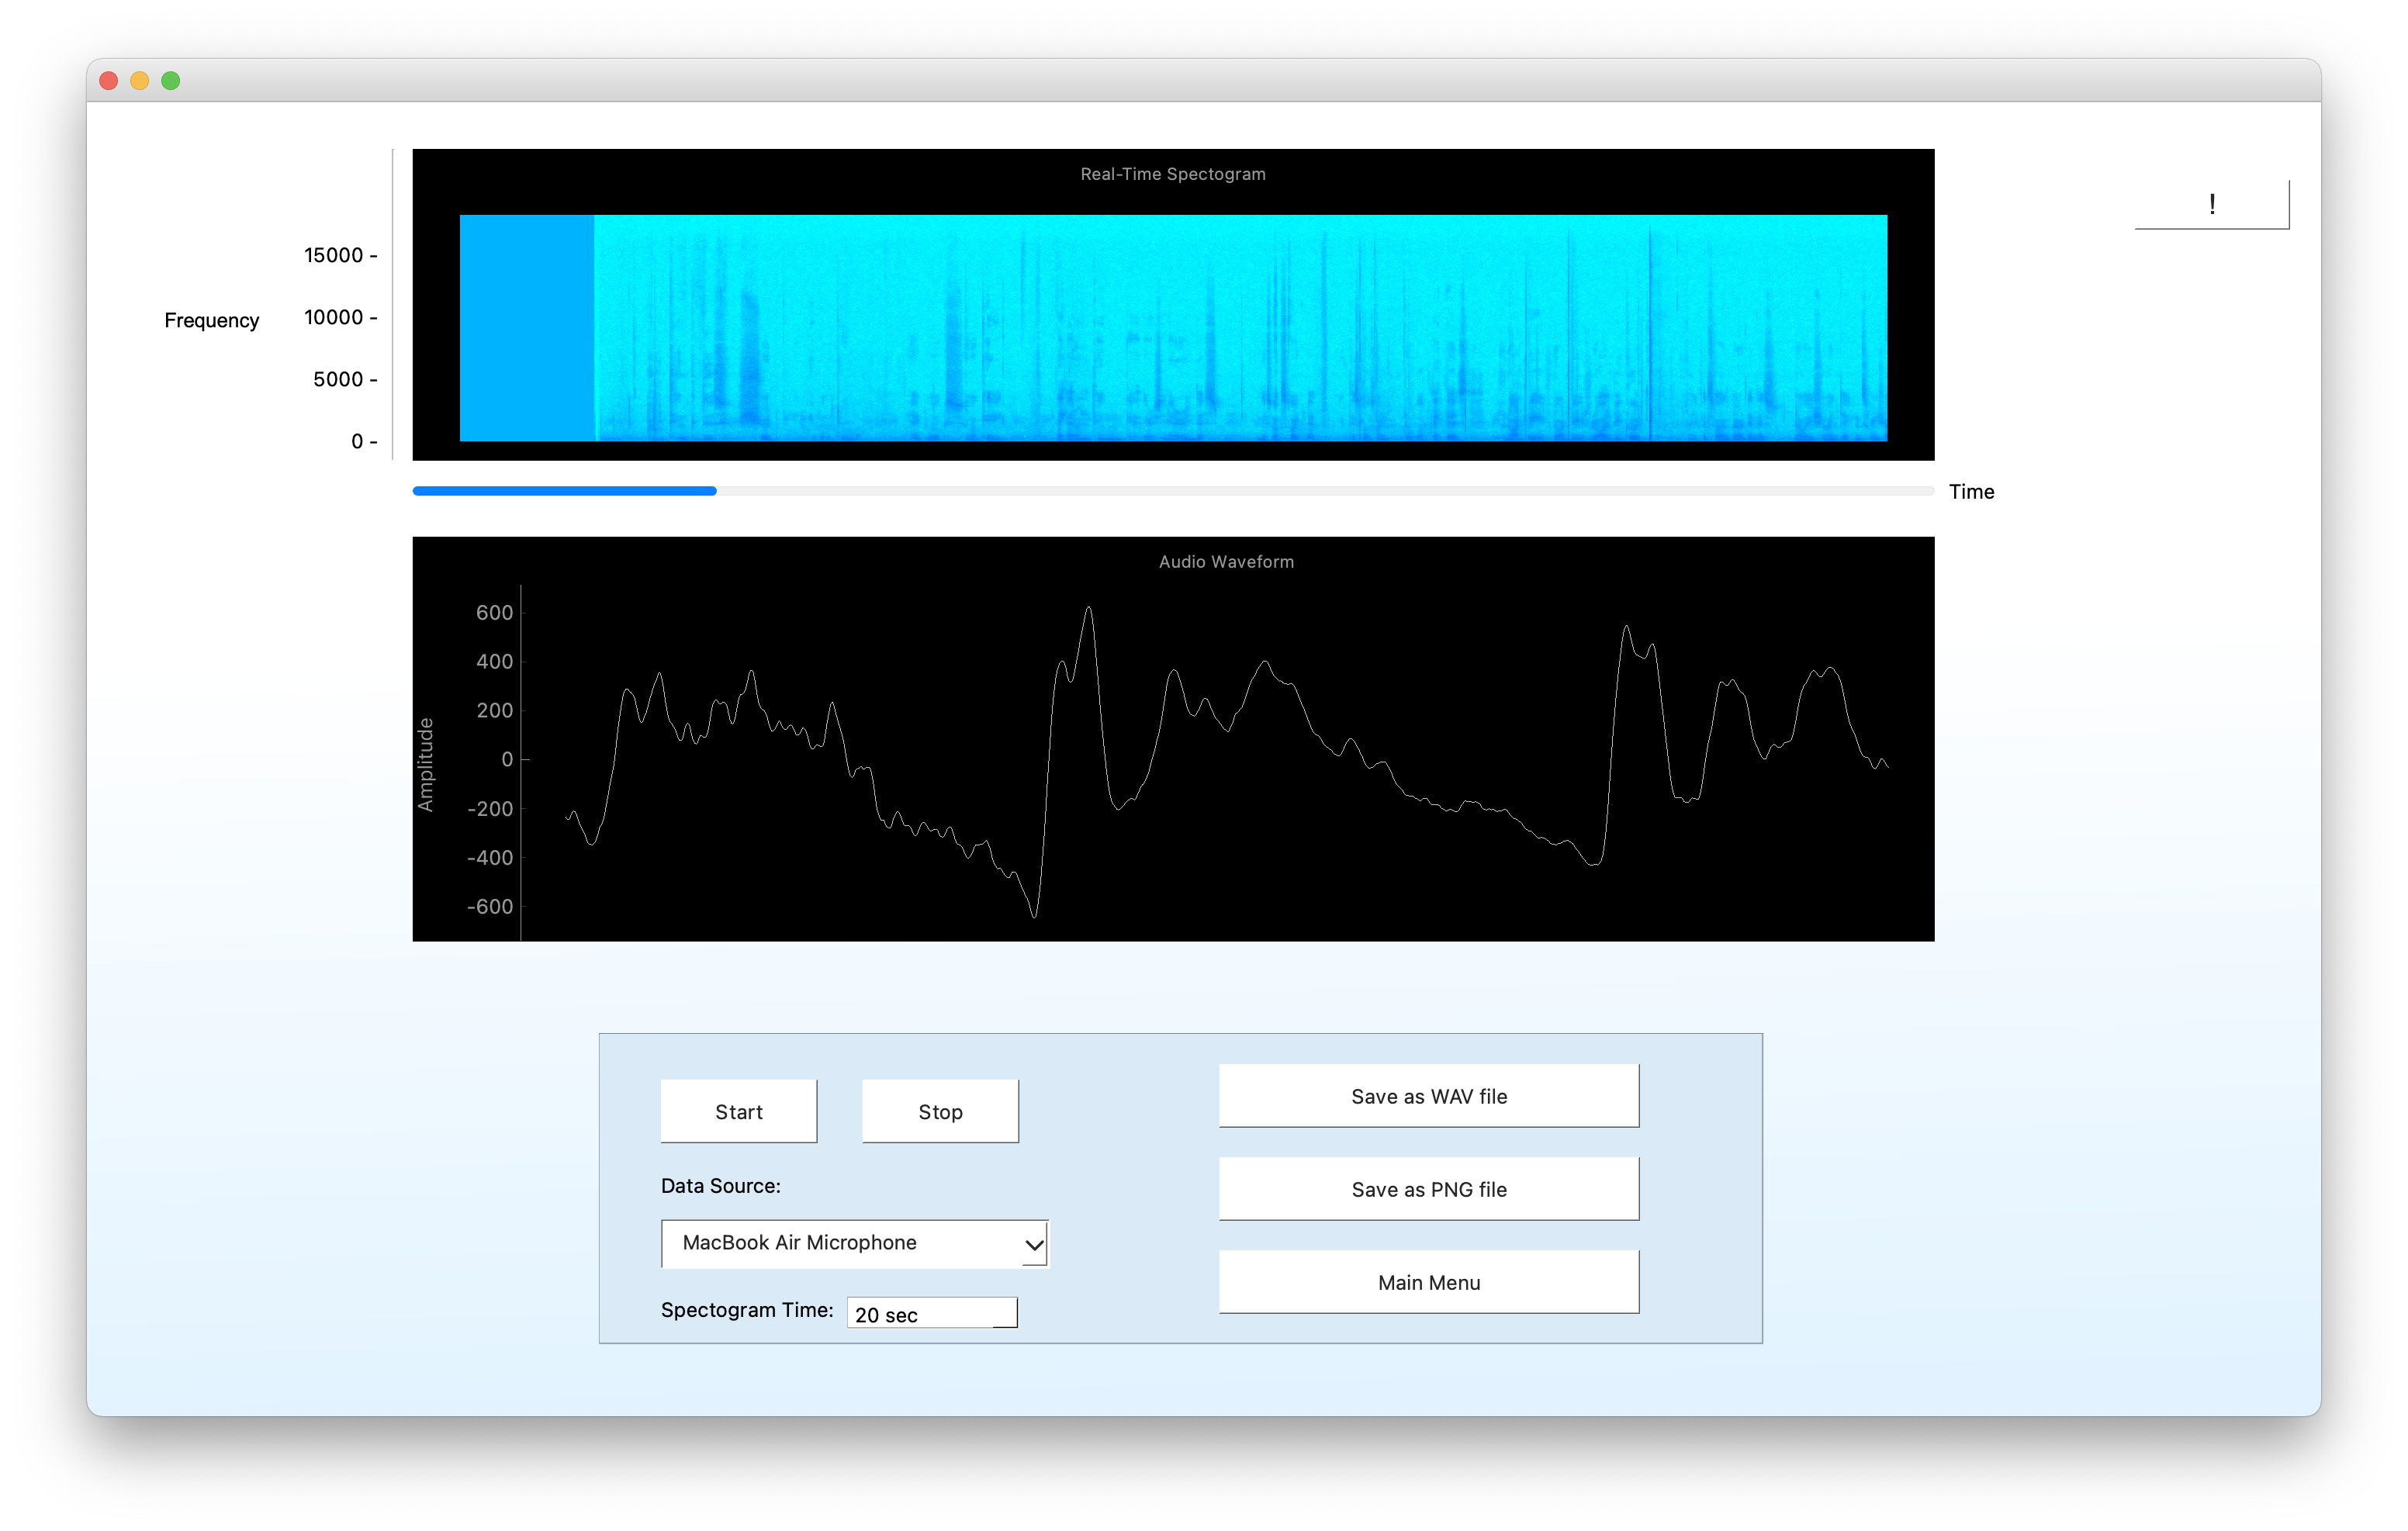 Real-Time Spectogram
!
15000 -
Frequency
10000 -
5000 -
0 -
Time
Audio Waveform
Amplitude
600
400
200
0
-200
-400
-600
Start
Stop
Data Source:
MacBook Air Microphone
Spectogram Time:
20 sec
Save as WAV file
Save as PNG file
Main Menu